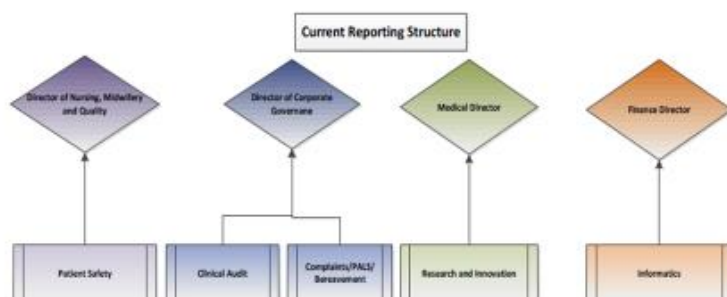 Current Reporting Structure
Director of Nursing, Midwifery
and Quality
Director of Corporate
Governane
Medical Director
Finance Director
Patient Safety
Clinical Audit
Complaints/PALS/
Bereavement
Research and Innovation
Informatics